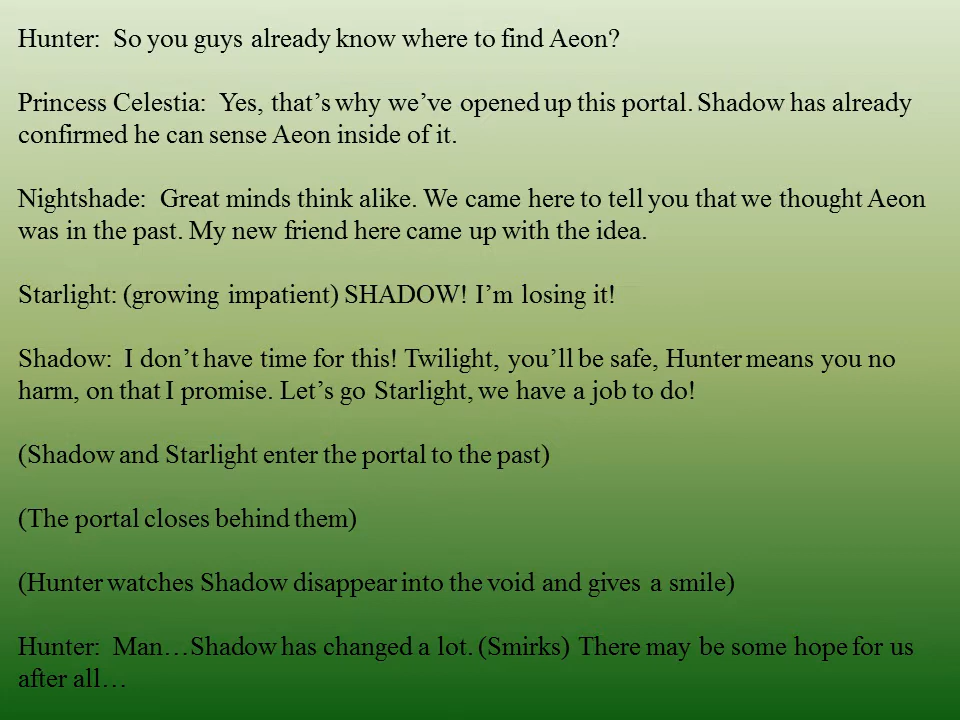 Hunter:  So you guys already know where to find Aeon?
Princess Celestia:  Yes, that’s why we’ve opened up this portal. Shadow has already
confirmed he can sense Aeon inside of it.
Nightshade:  Great minds think alike. We came here to tell you that we thought Aeon
was in the past. My new friend here came up with the idea.
Starlight: (growing impatient) SHADOW! I’m losing it!
Shadow:  I don’t have time for this! Twilight, you’ll be safe, Hunter means you no
harm, on that I promise. Let’s go Starlight, we have a job to do!
(Shadow and Starlight enter the portal to the past)
(The portal closes behind them)
(Hunter watches Shadow disappear into the void and gives a smile)
Hunter:  Man…Shadow has changed a lot. (Smirks) There may be some hope for us
after all…